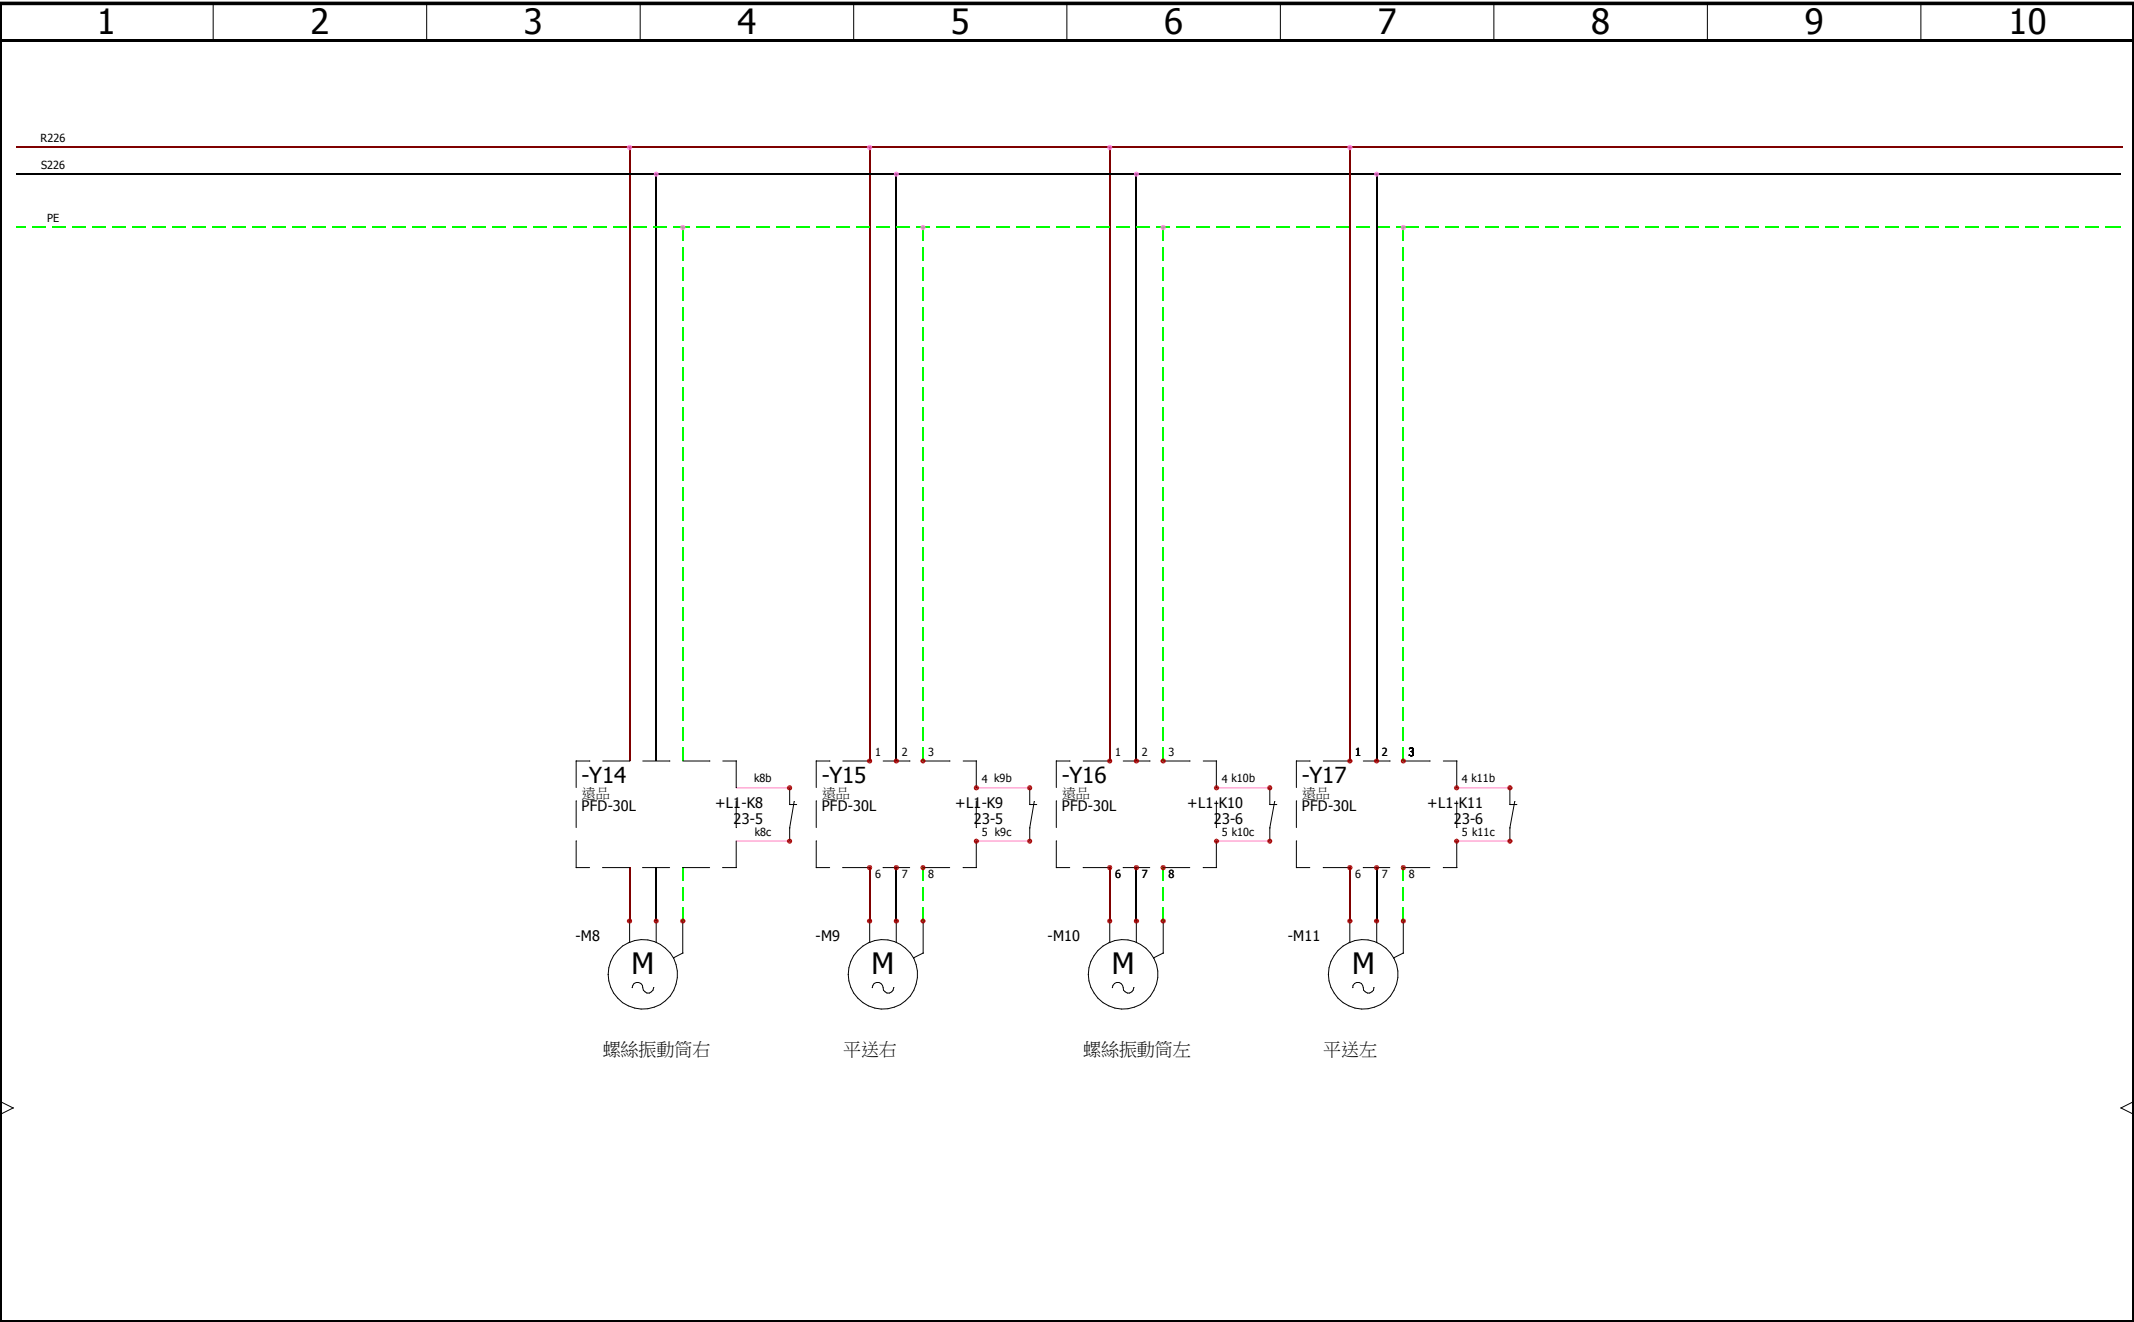 1 2 3 4 5 6 7 8 9 10
R226
S226
PE
-Y14
遠品
PFD-30L
k8b
+L1-K8
23-5
k8c
-M8
M
螺絲振動筒右
1 2 3
-Y15
遠品
PFD-30L
4 k9b
+L1-K9
23-5
5 k9c
6 7 8
-M9
M
平送右
1 2 3
-Y16
遠品
PFD-30L
4 k10b
+L1-K10
23-6
5 k10c
6 7 8
-M10
M
螺絲振動筒左
1 2 3
-Y17
遠品
PFD-30L
4 k11b
+L1-K11
23-6
5 k11c
6 7 8
-M11
M
平送左